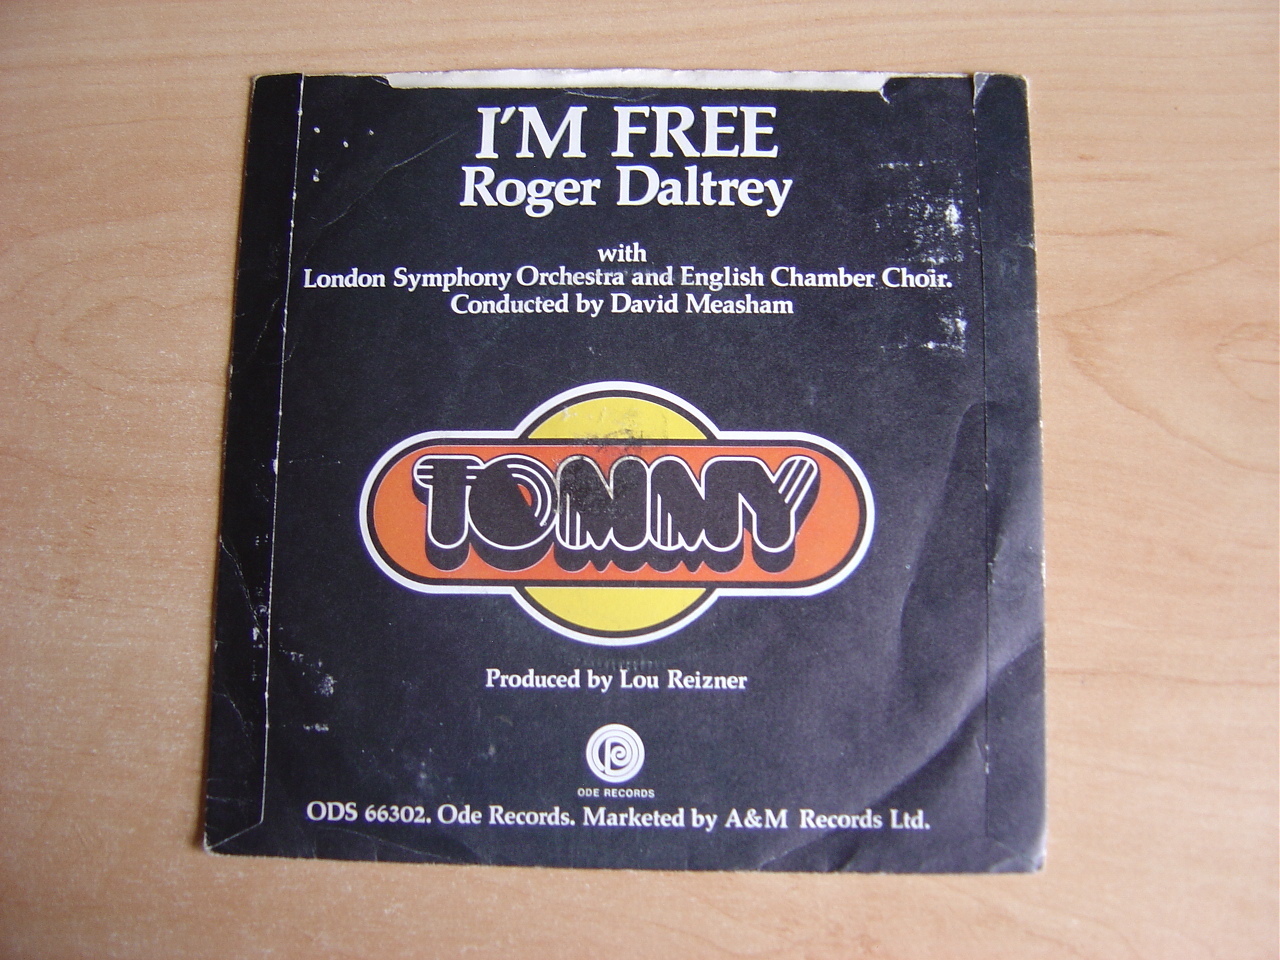 I'M FREE
Roger Daltrey
with
London Symphony Orchestra and English Chamber Choir.
Conducted by David Measham
TOMMY
Produced by Lou Reizner
ODE RECORDS
ODS 66302. Ode Records. Marketed by A&M Records Ltd.